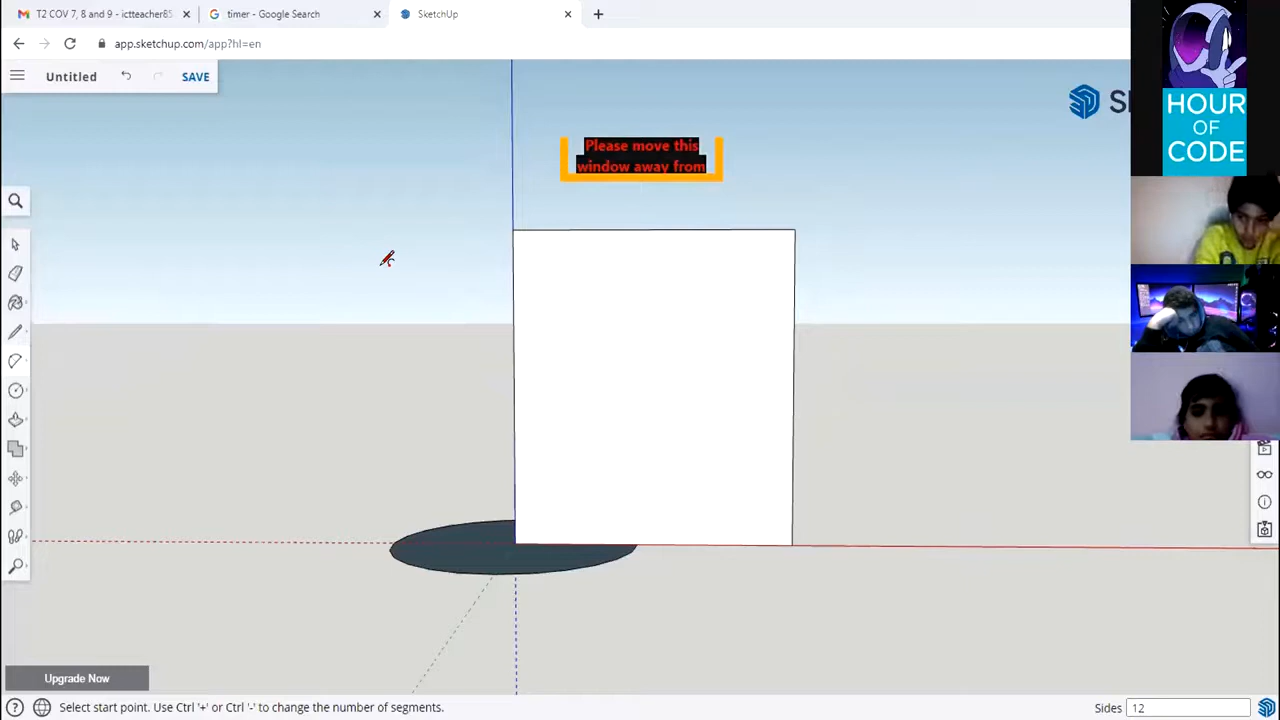 T2 COV 7, 8 and 9 - ictteacher85
timer - Google Search
SketchUp
app.sketchup.com/app?hl=en
Untitled
SAVE
Please move this
window away from
HOUR
OF
CODE
Upgrade Now
Select start point. Use Ctrl '+' or Ctrl '-' to change the number of segments.
Sides
12